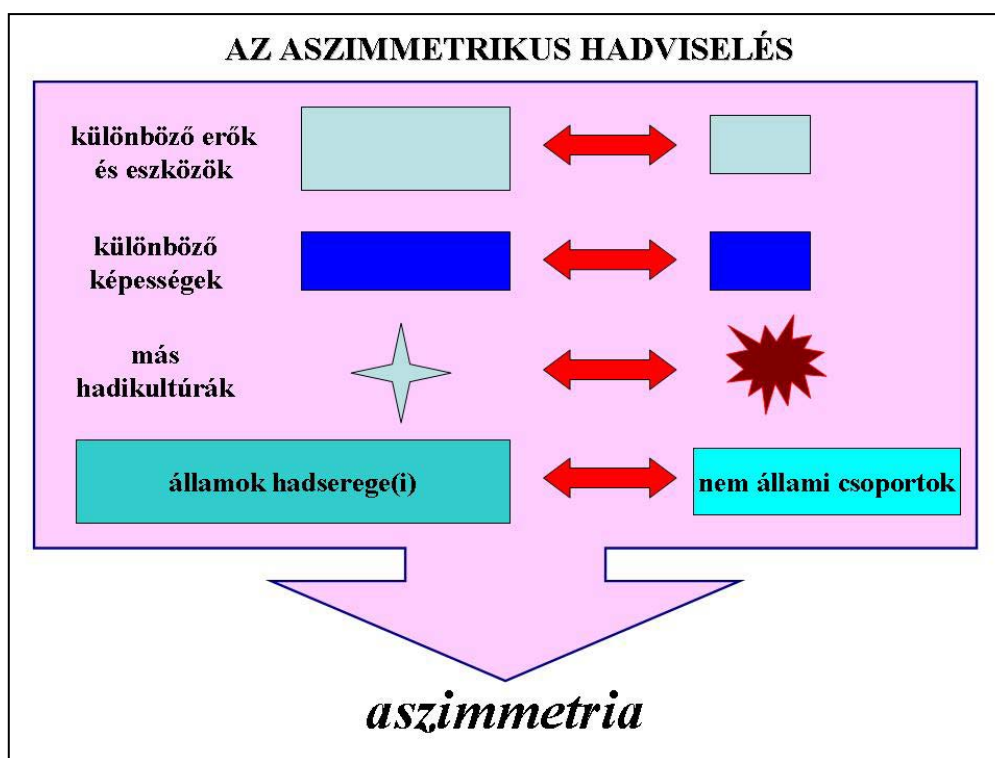 AZ ASZIMMETRIKUS HADVISELÉS
különböző erők
és eszközök
különböző
képességek
más
hadikultúrák
államok hadserege(i)
nem állami csoportok
aszimmetria